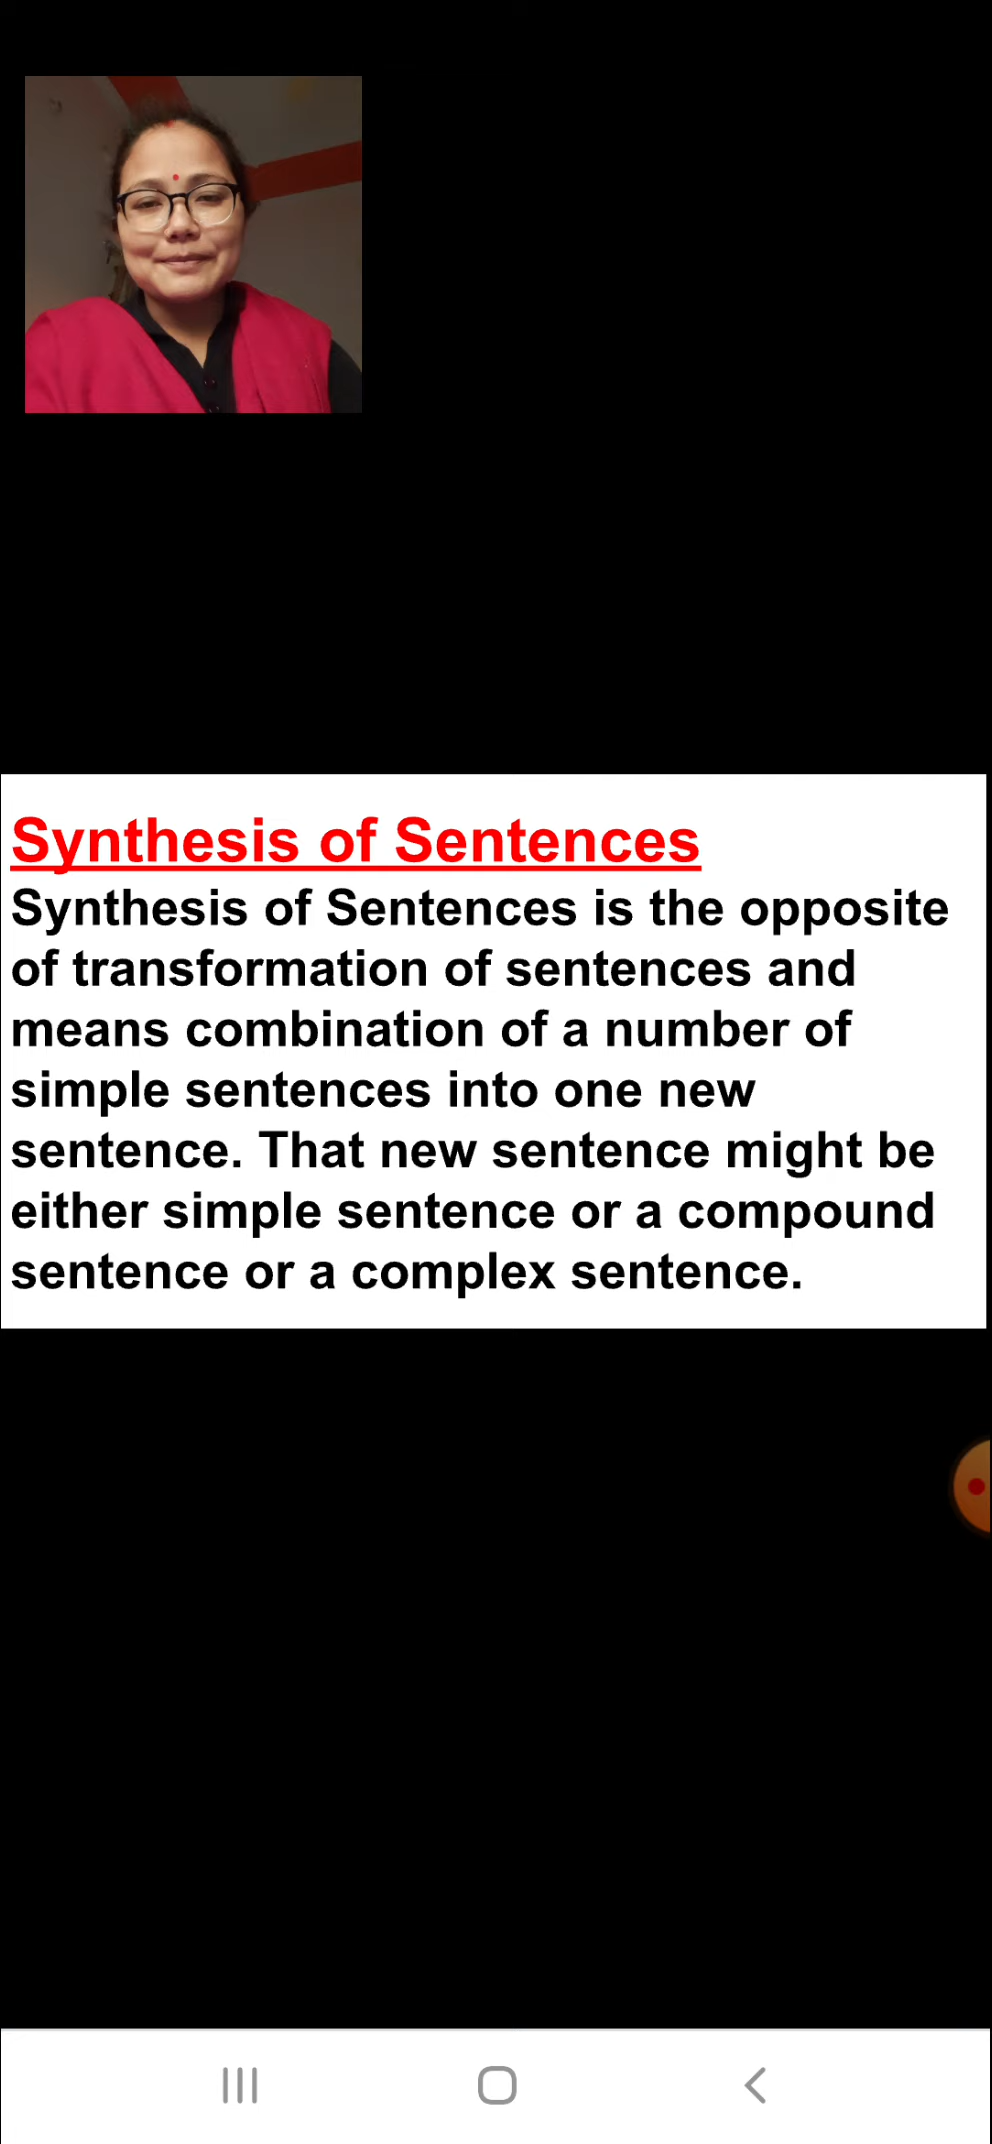 Synthesis of Sentences
Synthesis of Sentences is the opposite
of transformation of sentences and
means combination of a number of
simple sentences into one new
sentence. That new sentence might be
either simple sentence or a compound
sentence or a complex sentence.